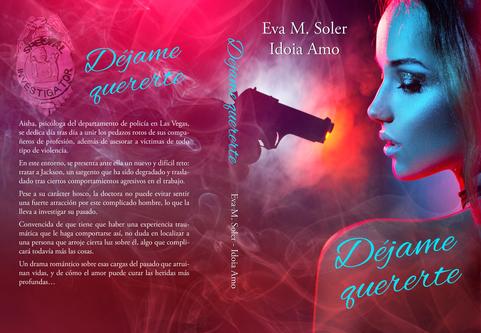 SPECIAL
INVESTIGATOR
Déjame
quererte
Aisha, psicóloga del departamento de policía en Las Vegas,
se dedica día tras día a unir los pedazos rotos de sus compa-
ñeros de profesión, además de asesorar a víctimas de todo
tipo de violencia.
En este entorno, se presenta ante ella un nuevo y difícil reto:
tratar a Jackson, un sargento que ha sido degradado y trasla-
dado tras ciertos comportamientos agresivos en el trabajo.
Pese a su carácter hosco, la doctora no puede evitar sentir
una fuerte atracción por este complicado hombre, lo que la
lleva a investigar su pasado.
Convencida de que tiene que haber una experiencia trau-
mática que le haga comportarse así, no duda en localizar a
una persona que arroje cierta luz sobre él, algo que compli-
cará todavía más las cosas.
Un drama romántico sobre esas cargas del pasado que arrui-
nan vidas, y de cómo el amor puede curar las heridas más
profundas…
Déjame quererte
Eva M. Soler - Idoia Amo
Eva M. Soler
Idoia Amo
Déjame
quererte